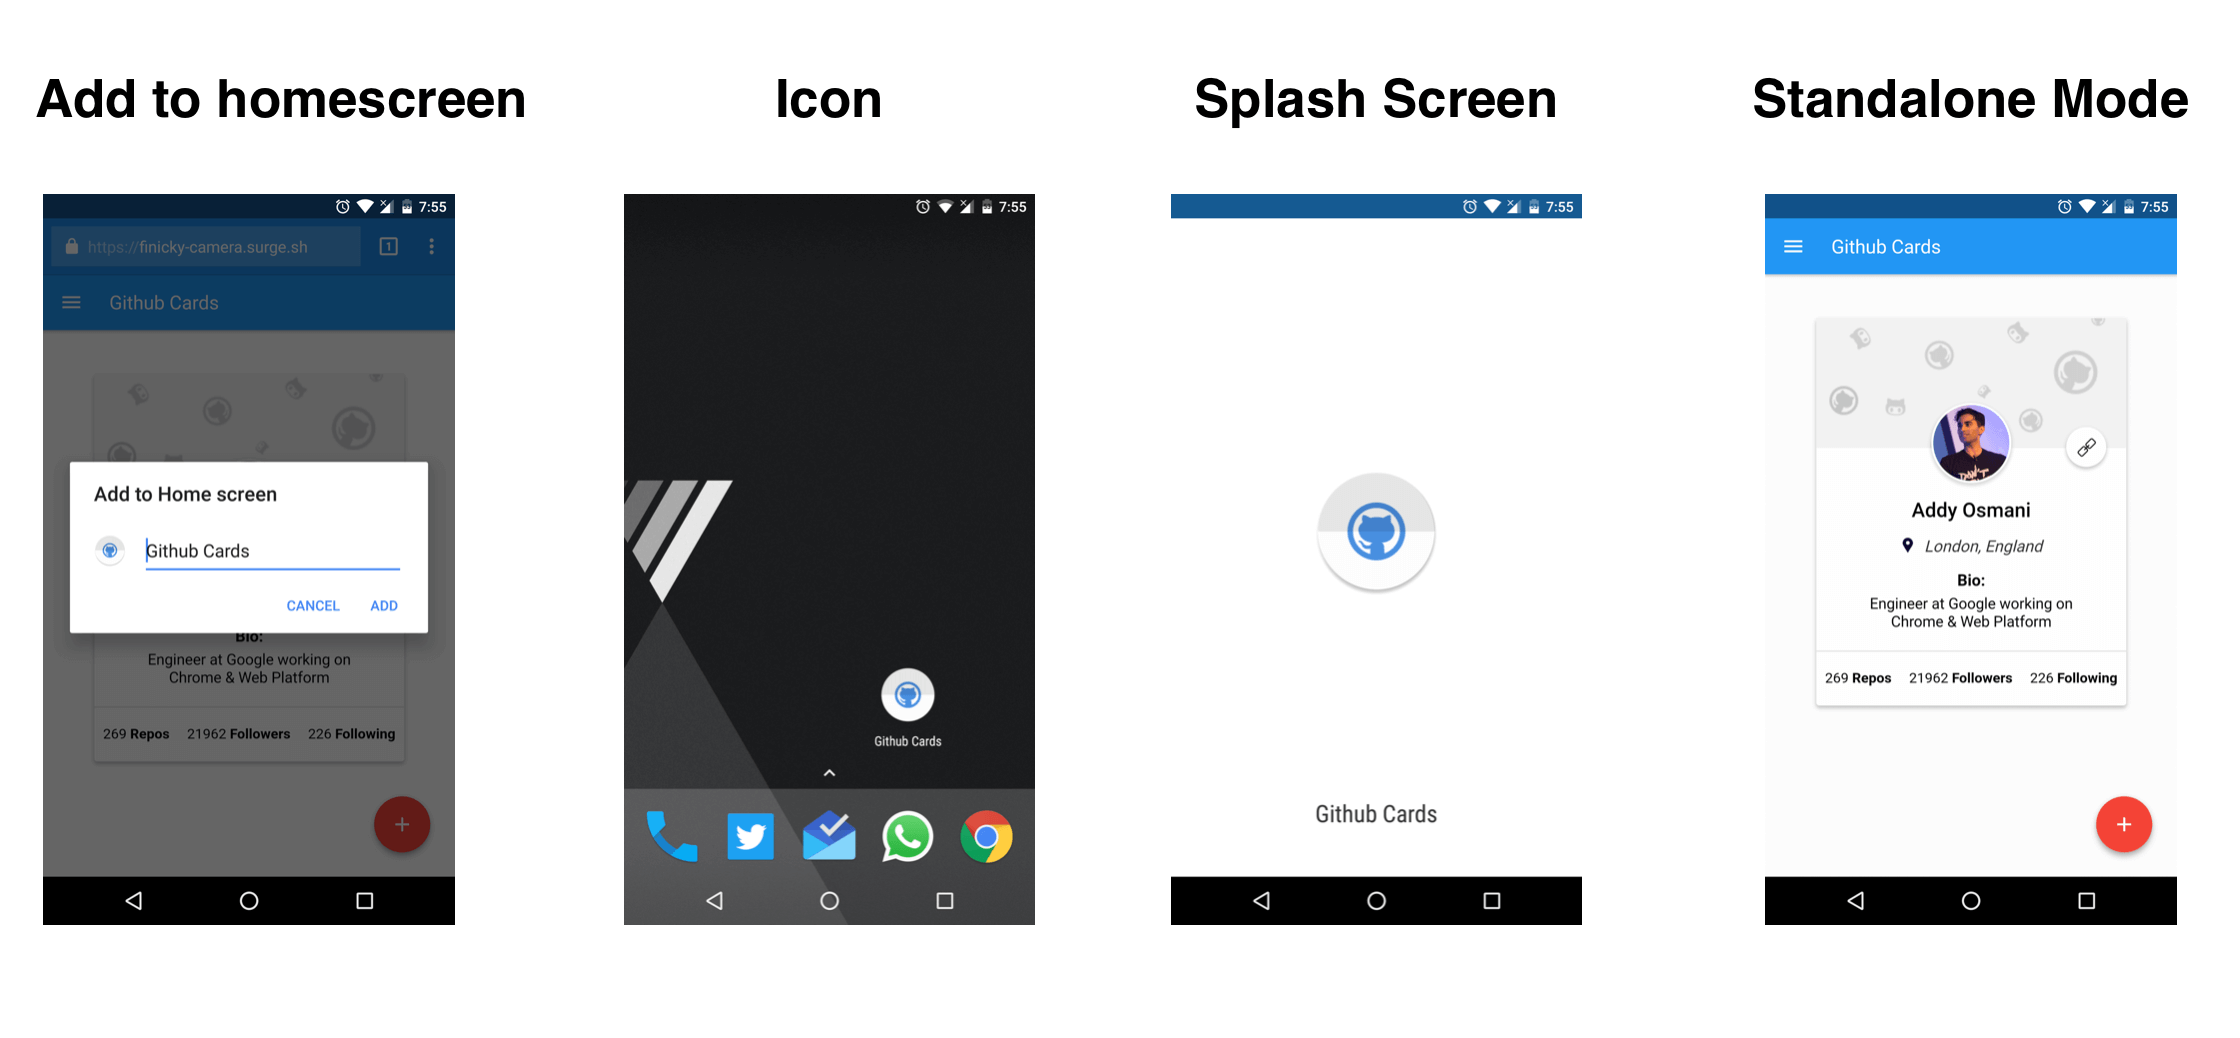 Add to homescreen
Icon
Splash Screen
Standalone Mode
7:55
https://finicky-camera.surge.sh
1
Github Cards
Add to Home screen
Github Cards
CANCEL ADD
Bio:
Engineer at Google working on
Chrome & Web Platform
269 Repos 21962 Followers 226 Following
+
7:55
Github Cards
7:55
Github Cards
7:55
Github Cards
Addy Osmani
London, England
Bio:
Engineer at Google working on
Chrome & Web Platform
269 Repos 21962 Followers 226 Following
+